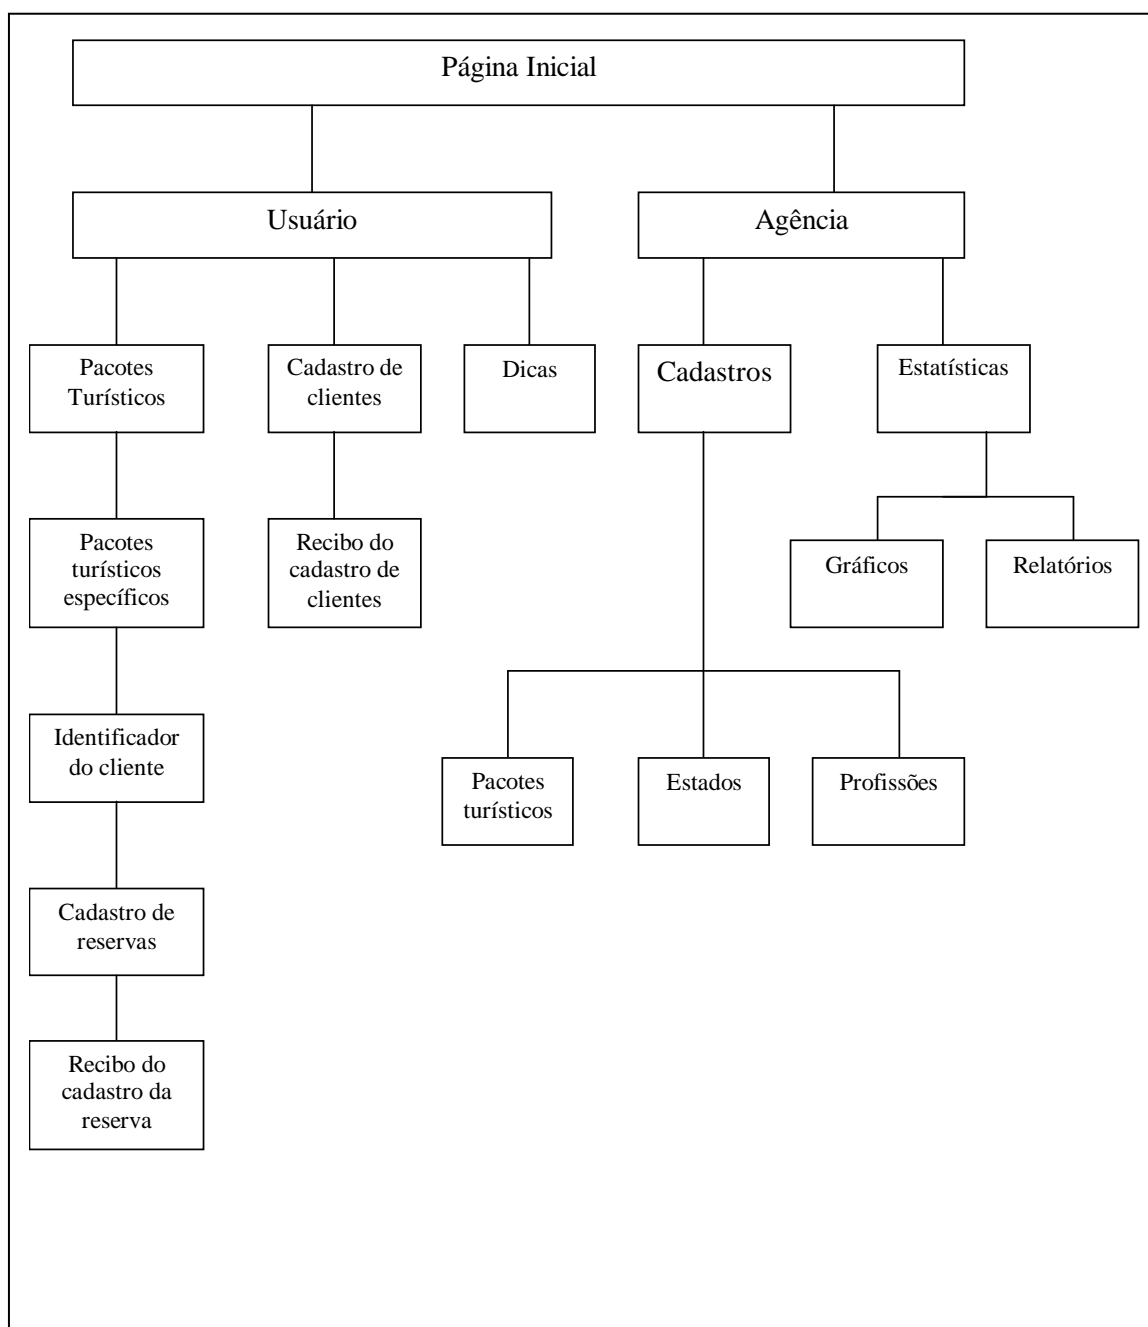 Página Inicial
Usuário
Agência
Pacotes
Turísticos
Cadastro de
clientes
Dicas
Cadastros
Estatísticas
Pacotes
turísticos
específicos
Recibo do
cadastro de
clientes
Gráficos
Relatórios
Identificador
do cliente
Pacotes
turísticos
Estados
Profissões
Cadastro de
reservas
Recibo do
cadastro da
reserva